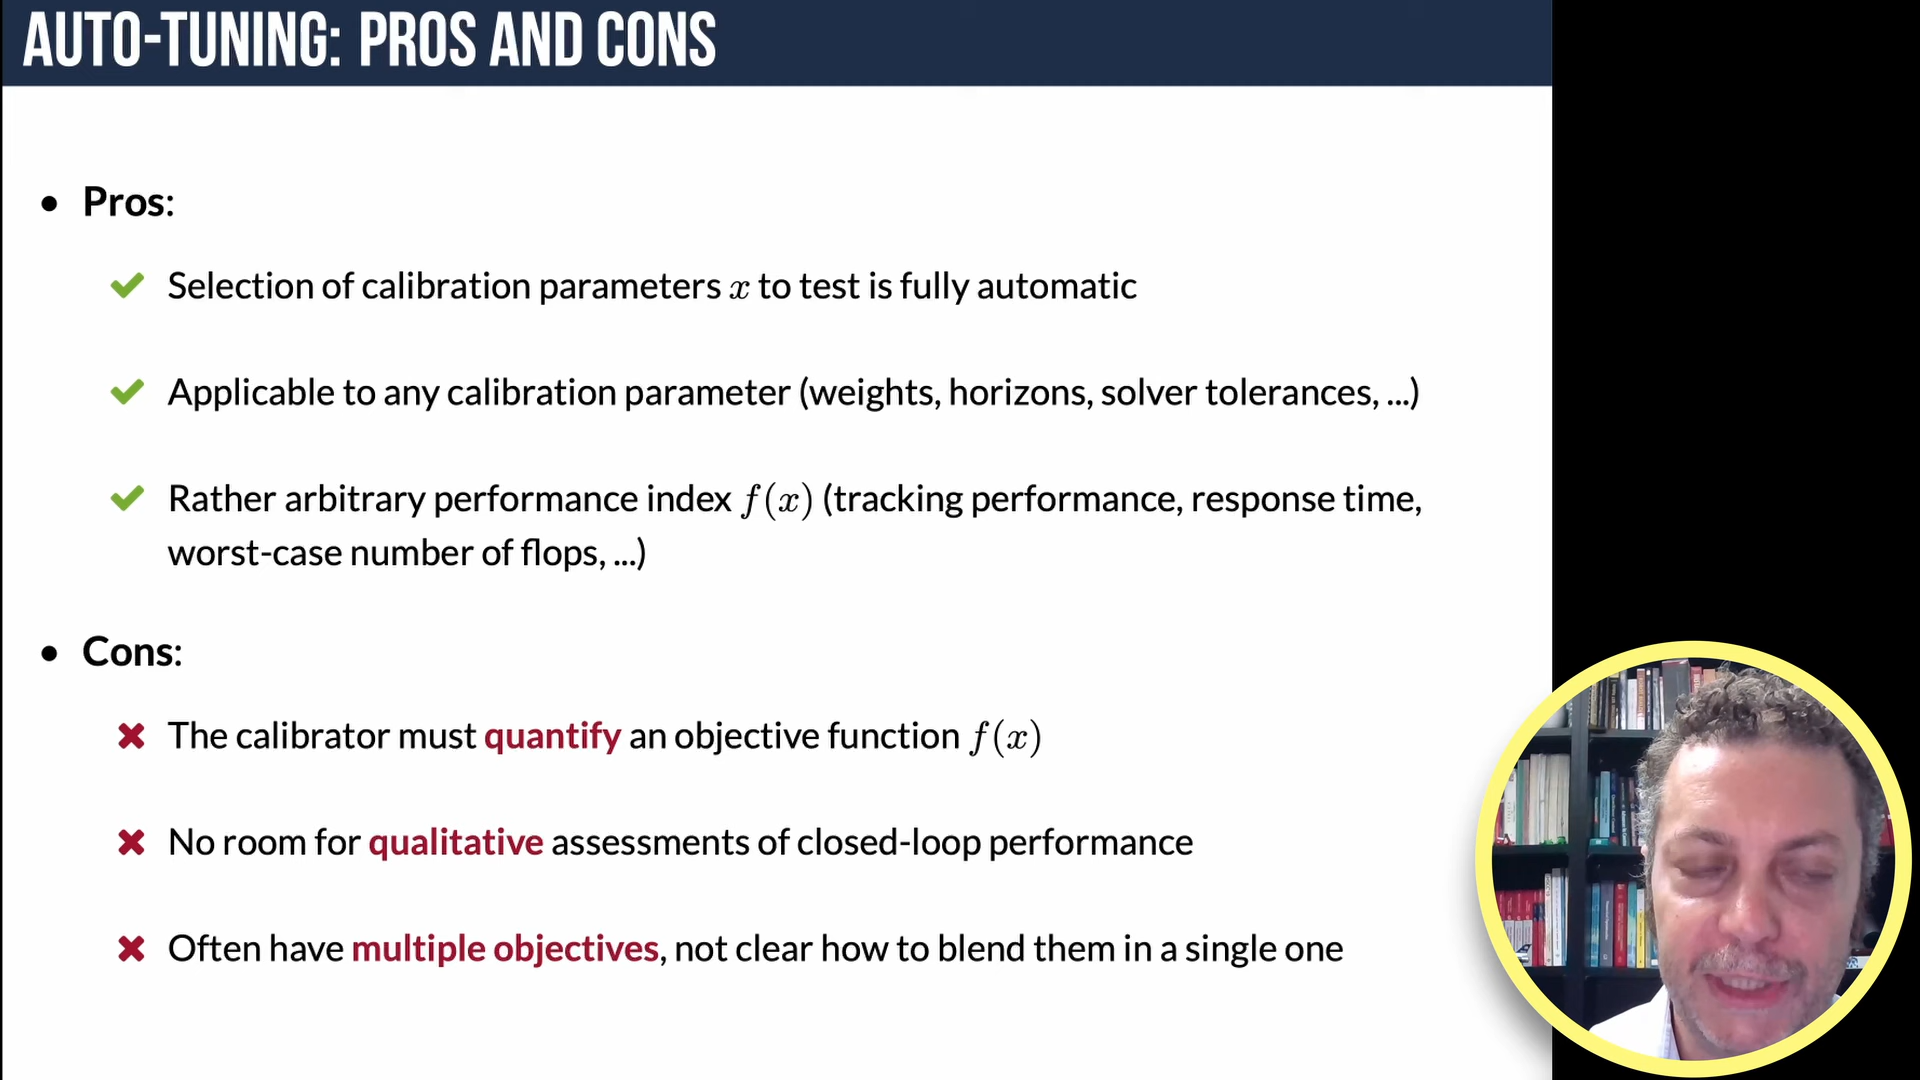 AUTO-TUNING: PROS AND CONS
• Pros:
✔ Selection of calibration parameters x to test is fully automatic
✔ Applicable to any calibration parameter (weights, horizons, solver tolerances, ...)
✔ Rather arbitrary performance index f(x) (tracking performance, response time,
worst-case number of flops, ...)
• Cons:
✖ The calibrator must quantify an objective function f(x)
✖ No room for qualitative assessments of closed-loop performance
✖ Often have multiple objectives, not clear how to blend them in a single one